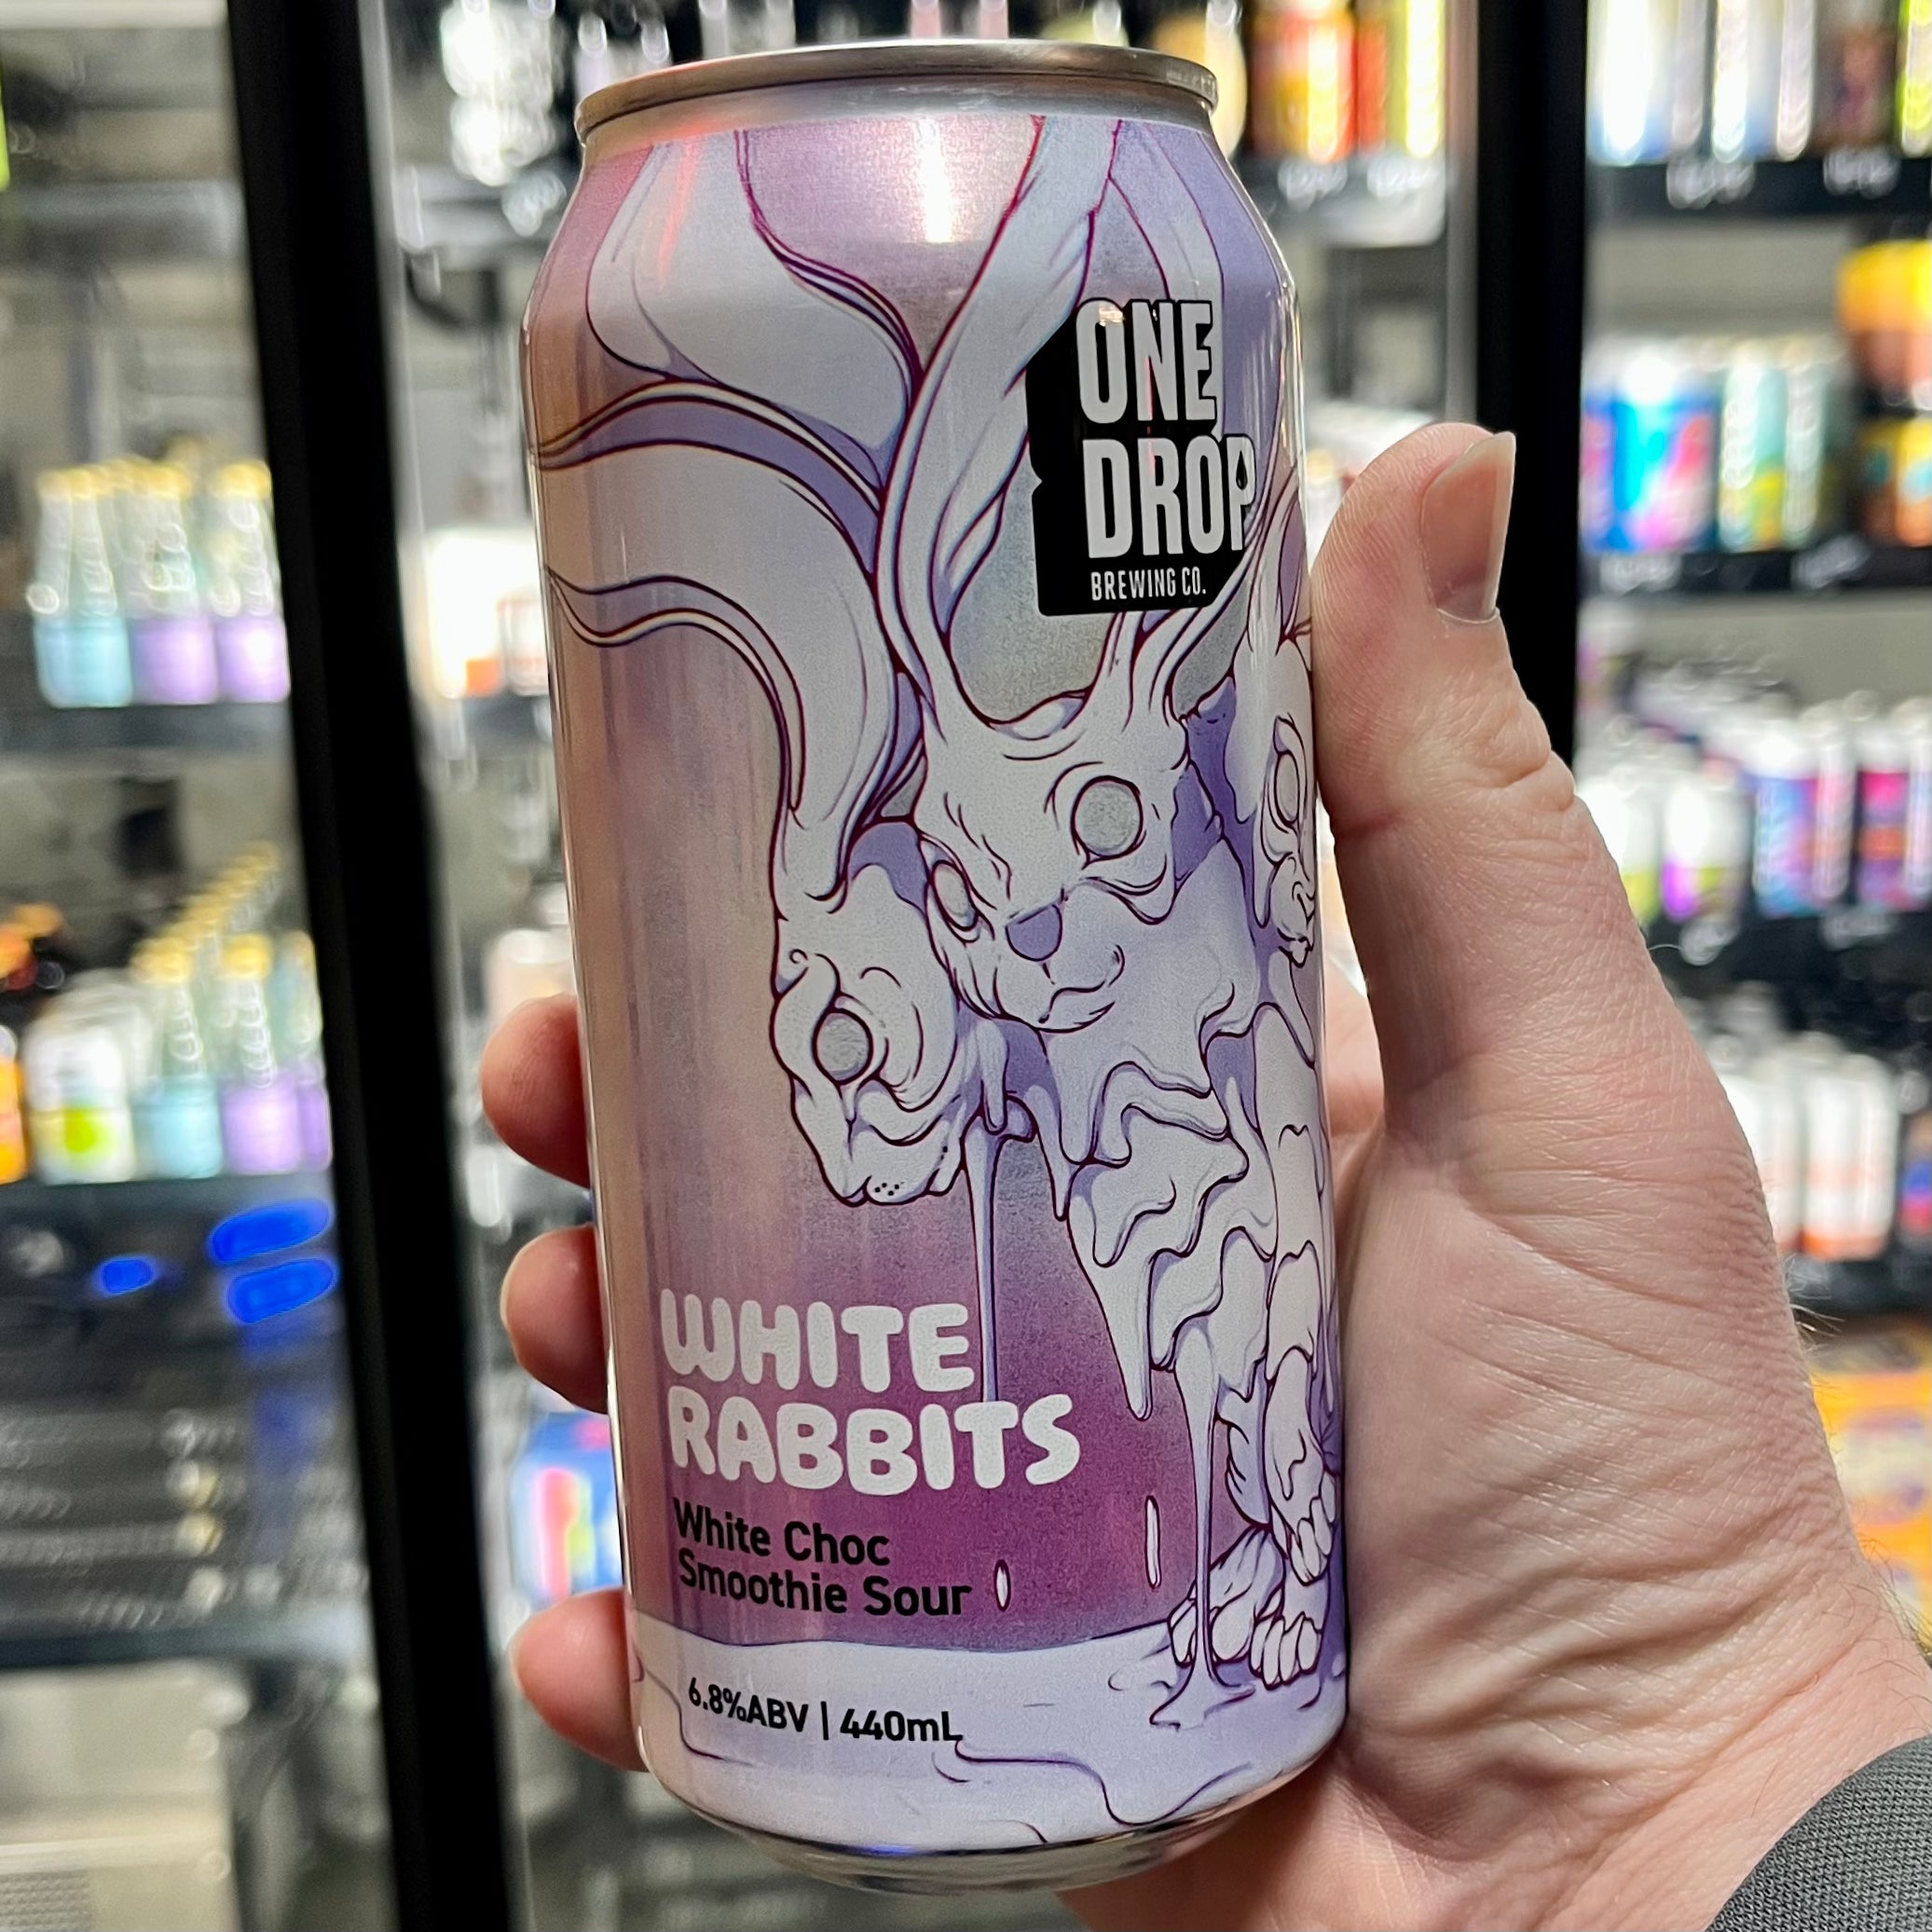 ONE
DROP
BREWING CO.
WHITE
RABBITS
White Choc
Smoothie Sour
6.8%ABV | 440mL